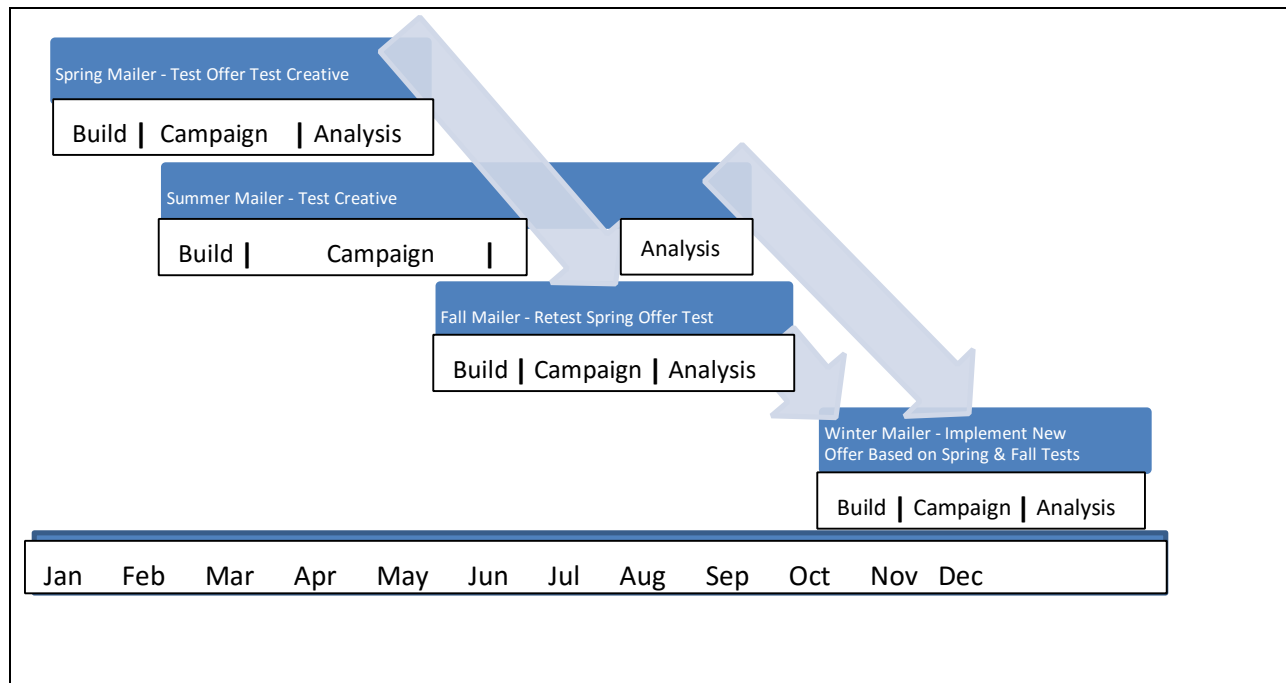 Spring Mailer - Test Offer Test Creative
Build | Campaign | Analysis
Summer Mailer - Test Creative
Build | Campaign |
Analysis
Fall Mailer - Retest Spring Offer Test
Build | Campaign | Analysis
Winter Mailer - Implement New
Offer Based on Spring & Fall Tests
Build | Campaign | Analysis
Jan Feb Mar Apr May Jun Jul Aug Sep Oct Nov Dec